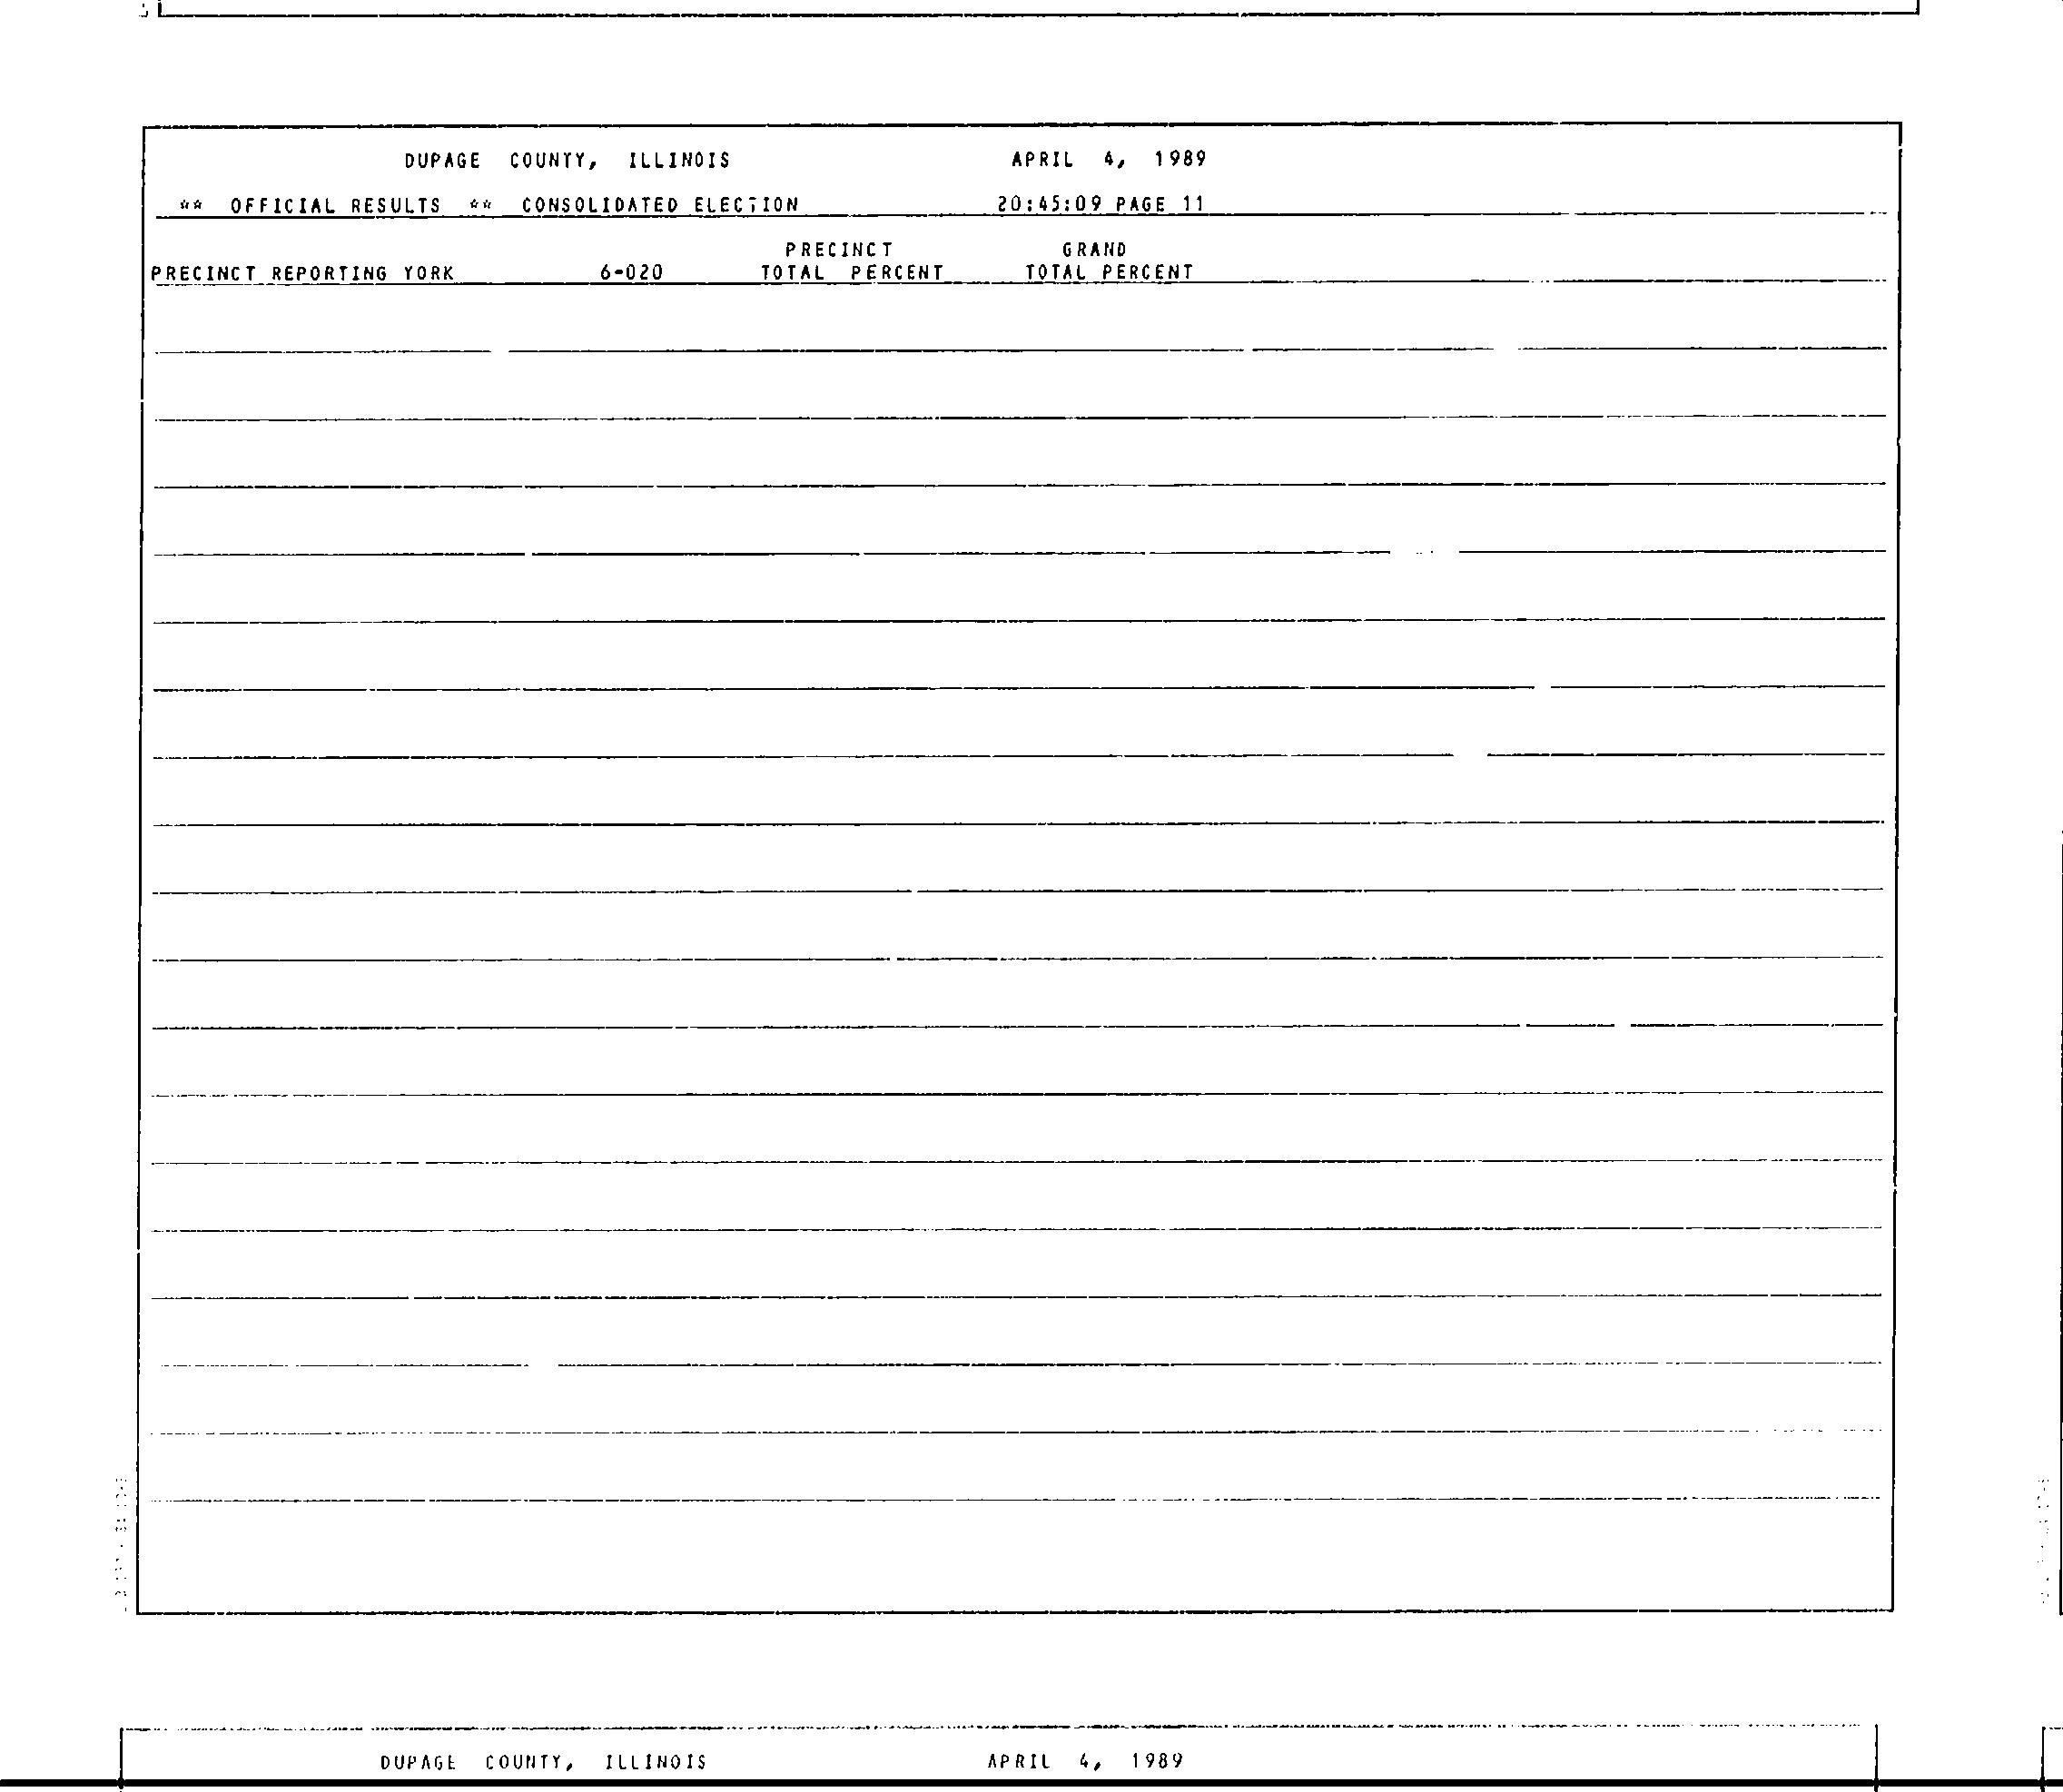 DUPAGE COUNTY, ILLINOIS APRIL 4, 1989
** OFFICIAL RESULTS ** CONSOLIDATED ELECTION 20:45:09 PAGE 11
PRECINCT GRAND
PRECINCT REPORTING YORK 6-020 TOTAL PERCENT TOTAL PERCENT
DUPAGE COUNTY, ILLINOIS APRIL 4, 1989